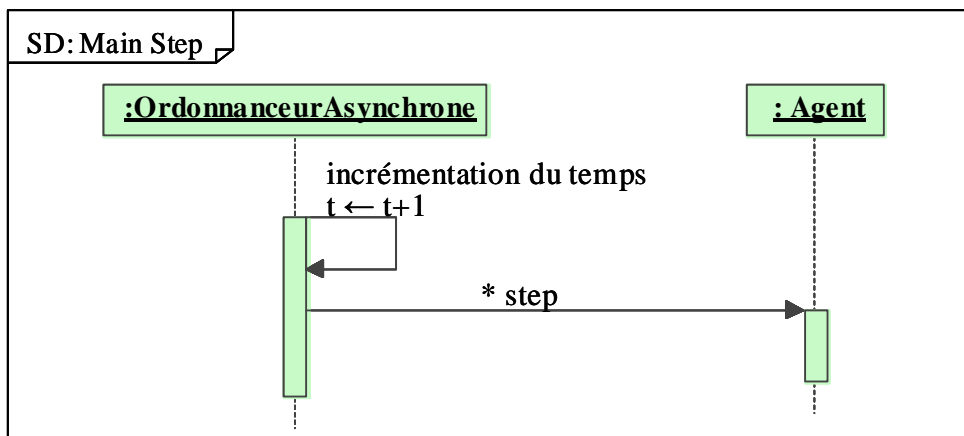 SD: Main Step
:OrdonnanceurAsynchrone
: Agent
incrémentation du temps
t ← t+1
* step